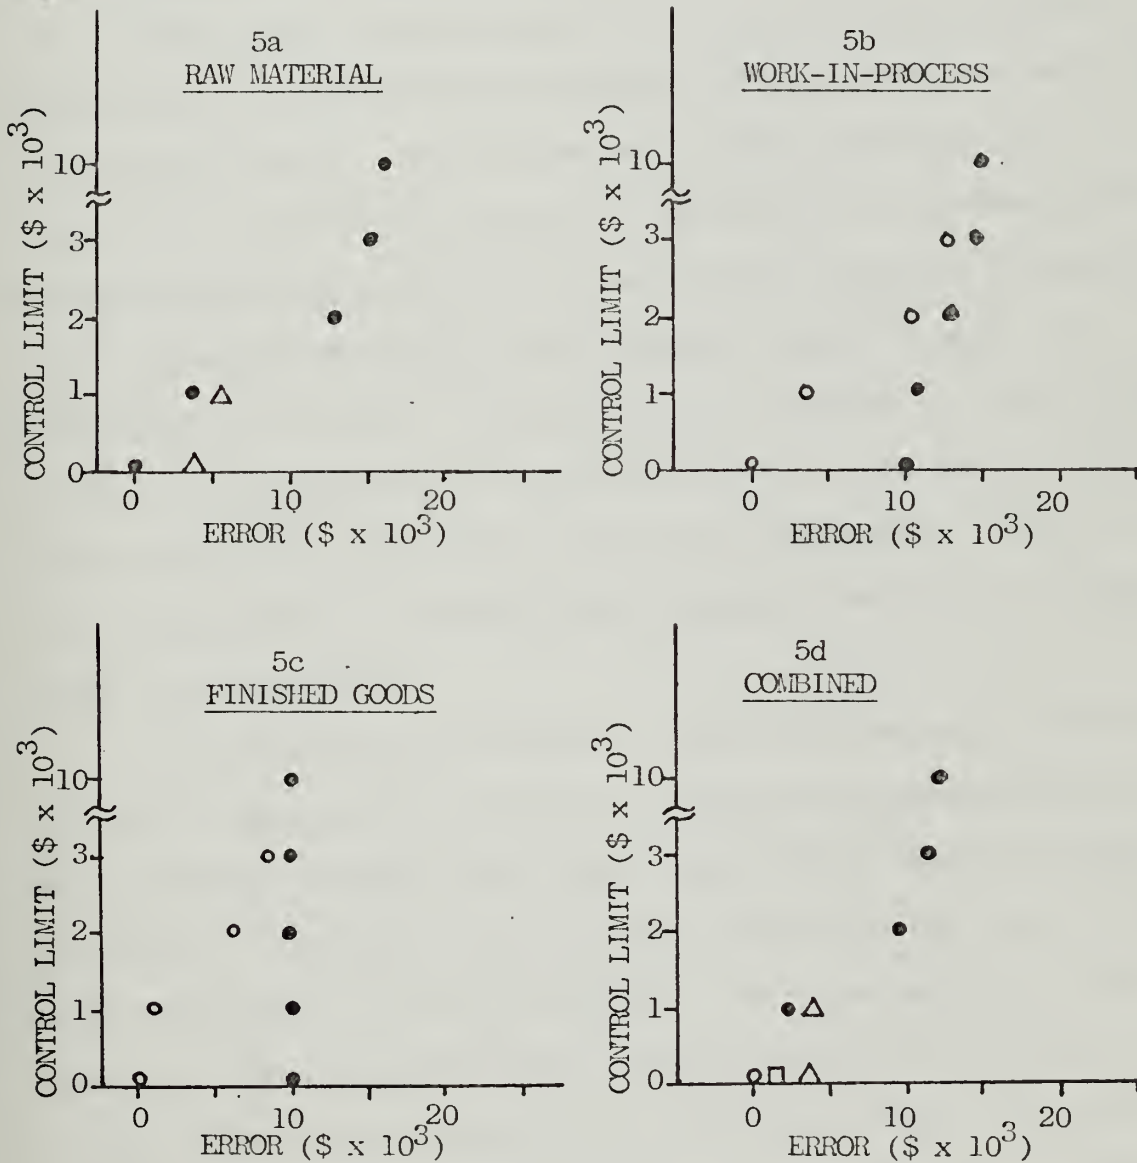 5a
RAW MATERIAL
CONTROL LIMIT ($ x 10^3)
10
3
2
1
0
0 10 20
ERROR ($ x 10^3)
5b
WORK-IN-PROCESS
CONTROL LIMIT ($ x 10^3)
10
3
2
1
0
0 10 20
ERROR ($ x 10^3)
5c
FINISHED GOODS
CONTROL LIMIT ($ x 10^3)
10
3
2
1
0
0 10 20
ERROR ($ x 10^3)
5d
COMBINED
CONTROL LIMIT ($ x 10^3)
10
3
2
1
0
0 10 20
ERROR ($ x 10^3)